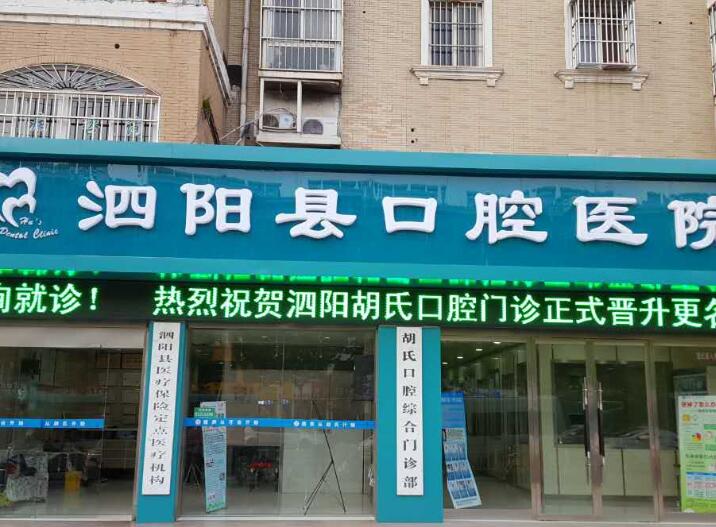 泗阳县口腔医院
Hu's
Dental Clinic
询就诊！ 热烈祝贺泗阳胡氏口腔门诊正式晋升更名
泗阳县医疗保险定点医疗机构
胡氏口腔综合门诊部